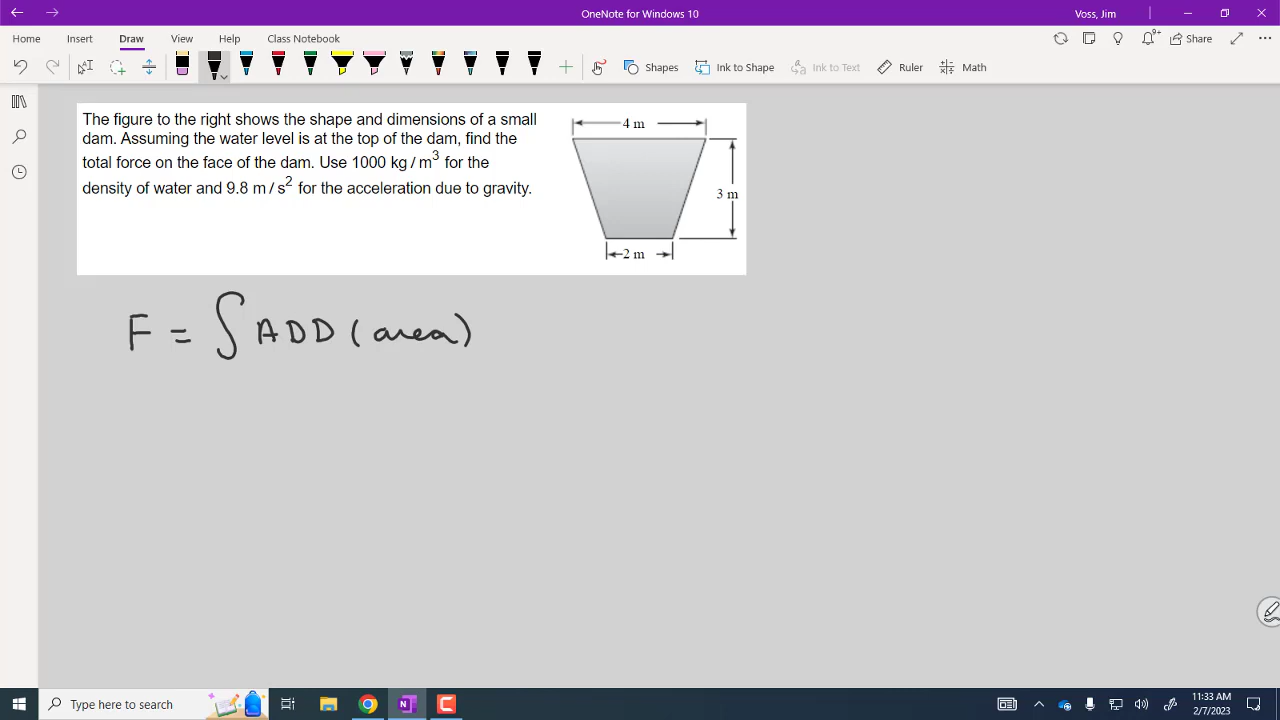 OneNote for Windows 10
Voss, Jim
Home Insert Draw View Help Class Notebook
Share
Shapes Ink to Shape Ink to Text Ruler Math
The figure to the right shows the shape and dimensions of a small
dam. Assuming the water level is at the top of the dam, find the
total force on the face of the dam. Use 1000 kg / m³ for the
density of water and 9.8 m / s² for the acceleration due to gravity.
4 m
3 m
2 m
F = ∫ ADD (area)
Type here to search
11:33 AM
2/7/2023